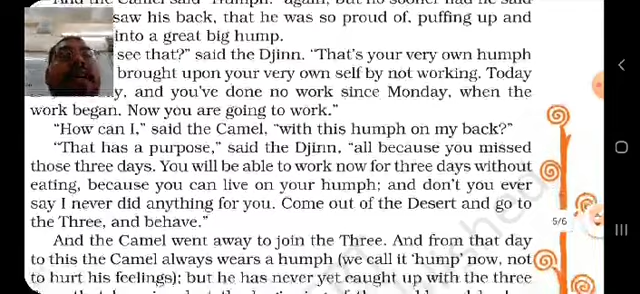 And the Camel said "Humph!" again; but no sooner had he said
saw his back, that he was so proud of, puffing up and
into a great big humph.
see that?" said the Djinn. "That's your very own humph
brought upon your very own self by not working. Today
and you've done no work since Monday, when the
work began. Now you are going to work."
"How can I," said the Camel, "with this humph on my back?"
"That has a purpose," said the Djinn, "all because you missed
those three days. You will be able to work now for three days without
eating, because you can live on your humph; and don't you ever
say I never did anything for you. Come out of the Desert and go to
the Three, and behave."
5/6
And the Camel went away to join the Three. And from that day
to this the Camel always wears a humph (we call it 'hump' now, not
to hurt his feelings); but he has never yet caught up with the three